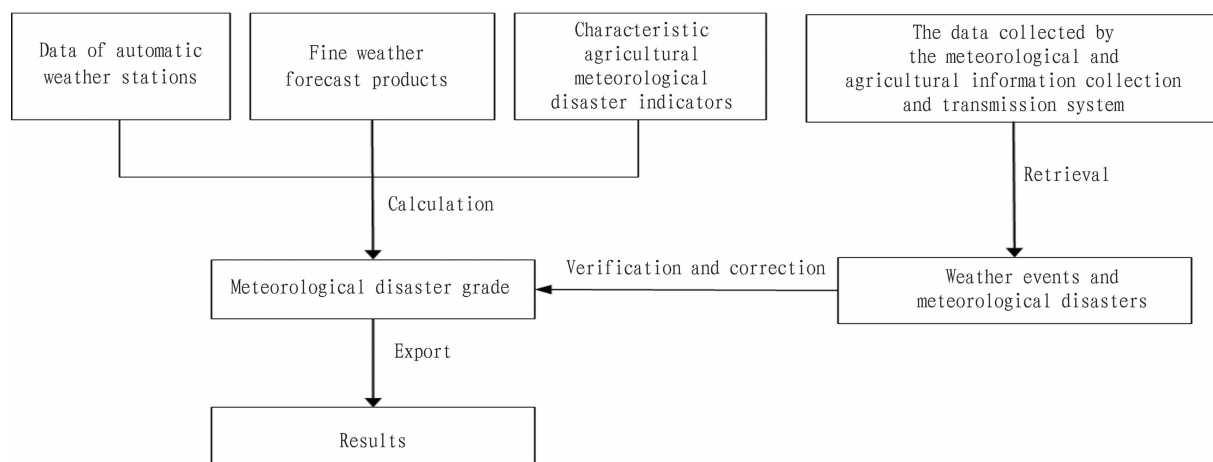 Data of automatic
weather stations
Fine weather
forecast products
Characteristic
agricultural
meteorological
disaster indicators
The data collected by
the meteorological and
agricultural information collection
and transmission system
Calculation
Retrieval
Meteorological disaster grade
Verification and correction
Weather events and
meteorological disasters
Export
Results